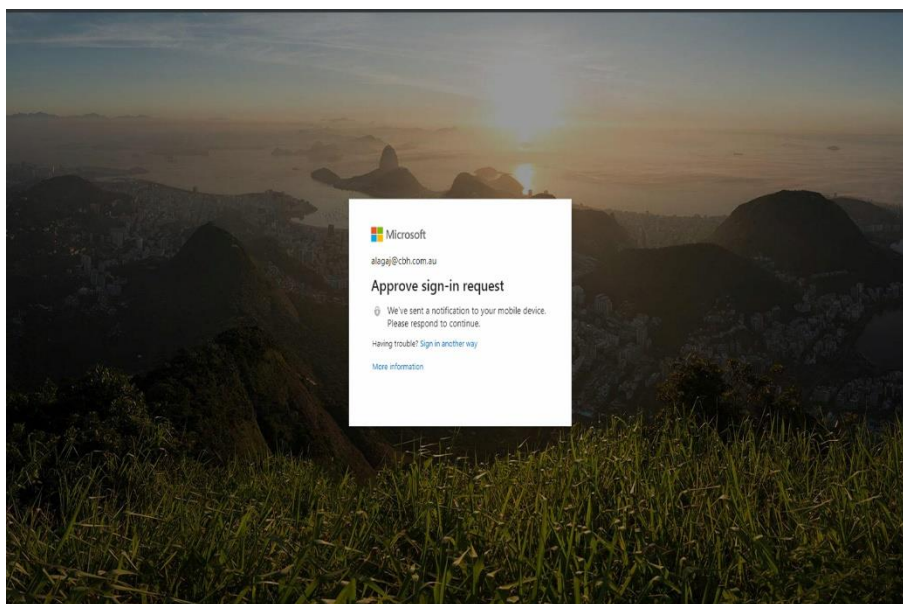 Microsoft
alagaj@cbh.com.au
Approve sign-in request
We've sent a notification to your mobile device.
Please respond to continue.
Having trouble? Sign in another way
More information